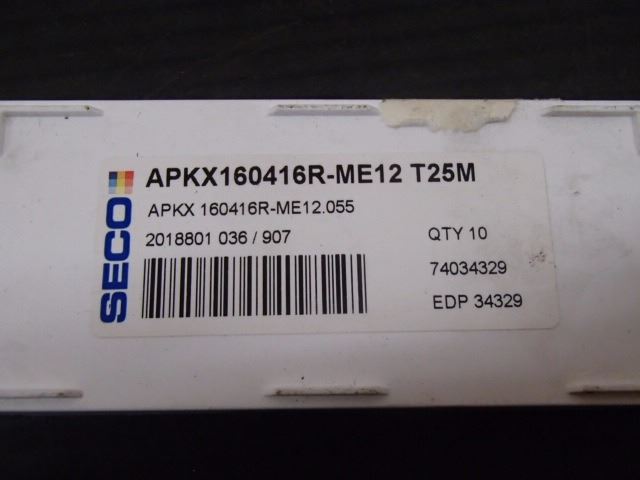 SECO
APKX160416R-ME12 T25M
APKX 160416R-ME12.055
2018801 036 / 907
QTY 10
74034329
EDP 34329